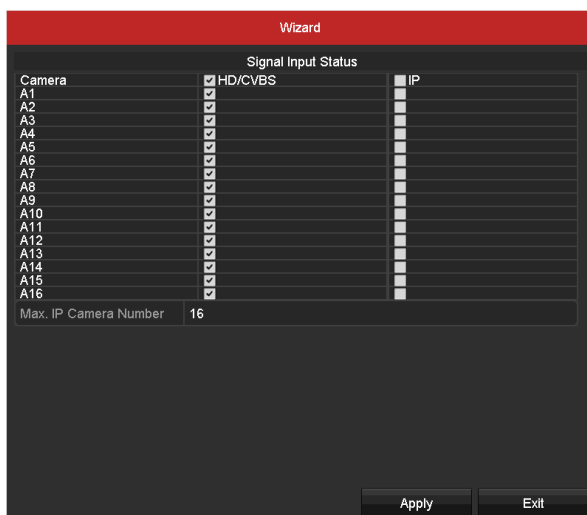 Wizard
Signal Input Status
Camera HD/CVBS IP
A1
A2
A3
A4
A5
A6
A7
A8
A9
A10
A11
A12
A13
A14
A15
A16
Max. IP Camera Number 16
Apply Exit